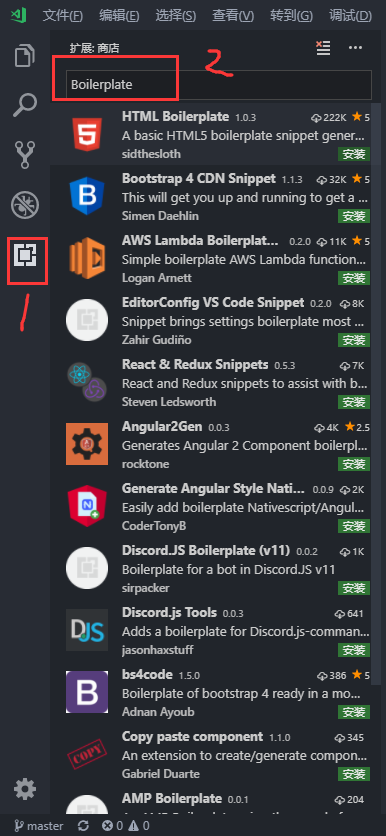 文件(F) 编辑(E) 选择(S) 查看(V) 转到(G) 调试(D)
扩展: 商店
2
Boilerplate
HTML Boilerplate 1.0.3 222K 5
A basic HTML5 boilerplate snippet gener...
sidthesloth 安装
Bootstrap 4 CDN Snippet 1.1.3 32K 5
This will get you up and running to get a
Simen Daehlin 安装
AWS Lambda Boilerplat... 0.2.0 11K 5
Simple boilerplate AWS Lambda function...
Logan Arnett 安装
EditorConfig VS Code Snippet 0.2.0 8K
Snippet brings settings boilerplate most ...
Zahir Gudiño 安装
1
React & Redux Snippets 0.5.3 7K
React and Redux snippets to assist with b...
Steven Ledsworth 安装
Angular2Gen 0.0.3 4K 2.5
Generates Angular 2 Component boilerpl...
rocktone 安装
Generate Angular Style Nati... 0.0.9 2K
Easily add boilerplate Nativescript/Angul...
CoderTonyB 安装
Discord.JS Boilerplate (v11) 0.0.2 1K
Boilerplate for a bot in DiscordJS v11
sirpacker 安装
DJS
Discord.js Tools 0.0.3 641
Adds a boilerplate for Discord.js-comman...
jasonhaxstuff 安装
B
bs4code 1.5.0 386 5
Boilerplate of bootstrap 4 ready in a mo...
Adnan Ayoub 安装
COPY
Copy paste component 1.1.0 345
An extension to create/generate compon...
Gabriel Duarte 安装
AMP Boilerplate 0.0.1 204
master 0 0